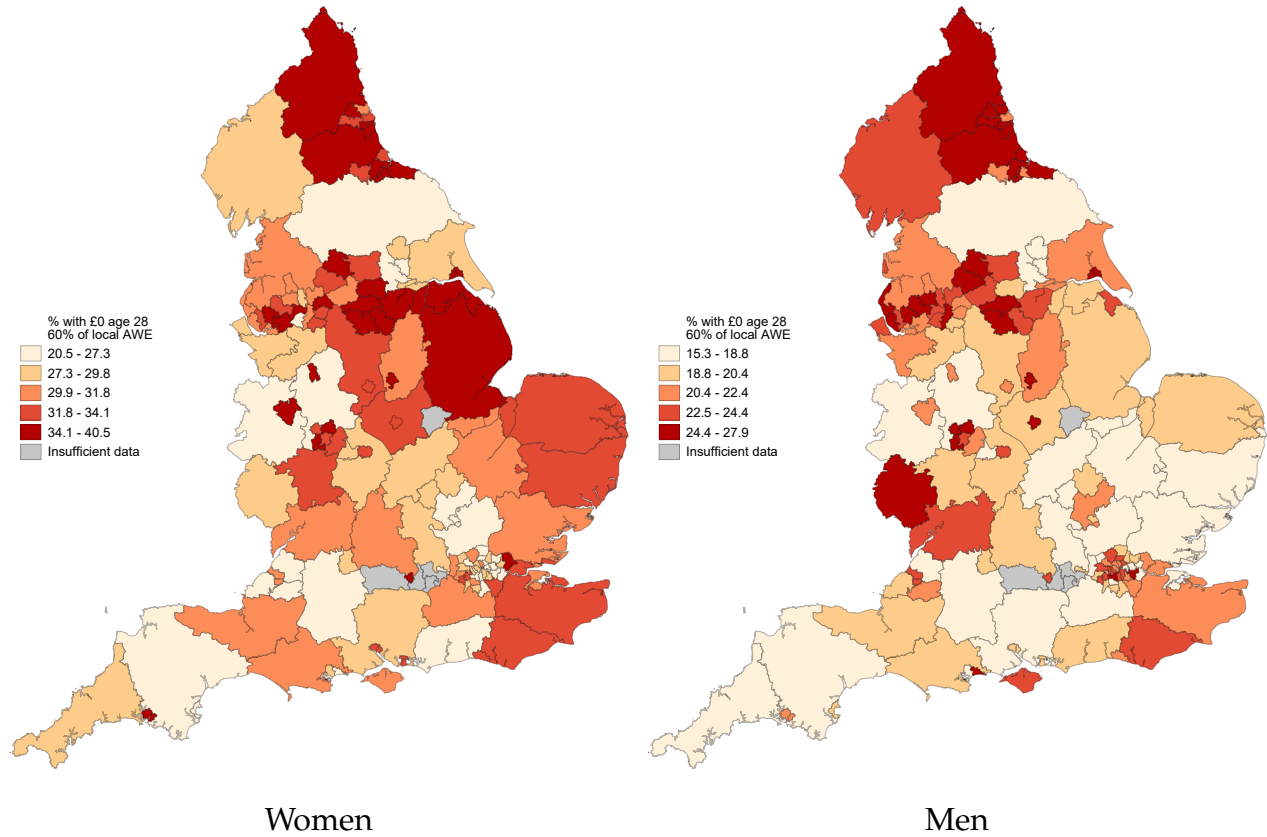 % with £0 age 28
60% of local AWE
20.5 - 27.3
27.3 - 29.8
29.9 - 31.8
31.8 - 34.1
34.1 - 40.5
Insufficient data
% with £0 age 28
60% of local AWE
15.3 - 18.8
18.8 - 20.4
20.4 - 22.4
22.5 - 24.4
24.4 - 27.9
Insufficient data
Women
Men